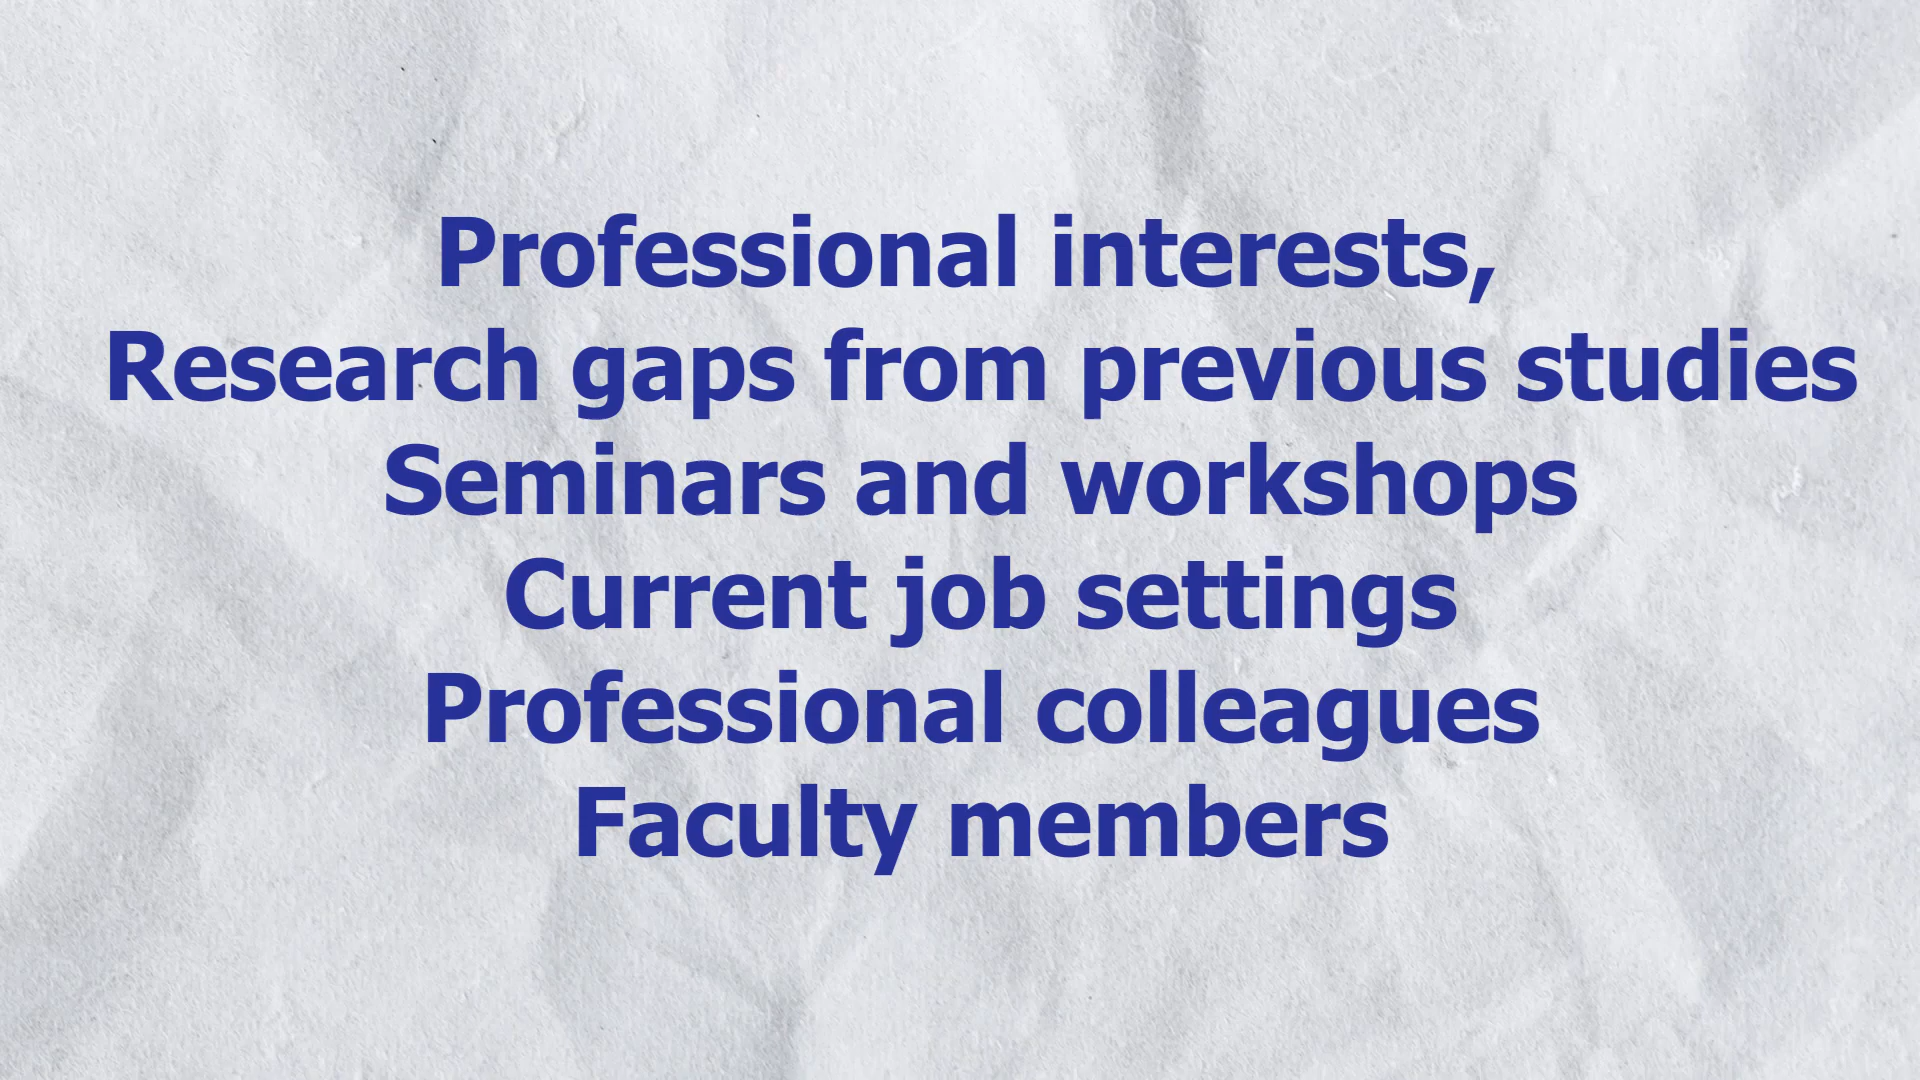 Professional interests,
Research gaps from previous studies
Seminars and workshops
Current job settings
Professional colleagues
Faculty members